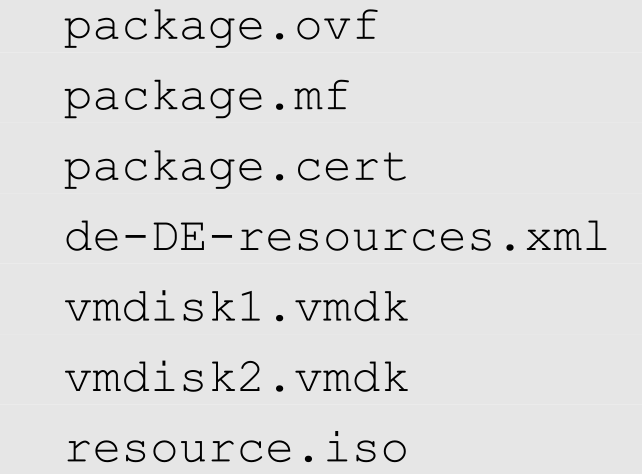 package.ovf
package.mf
package.cert
de-DE-resources.xml
vmdisk1.vmdk
vmdisk2.vmdk
resource.iso